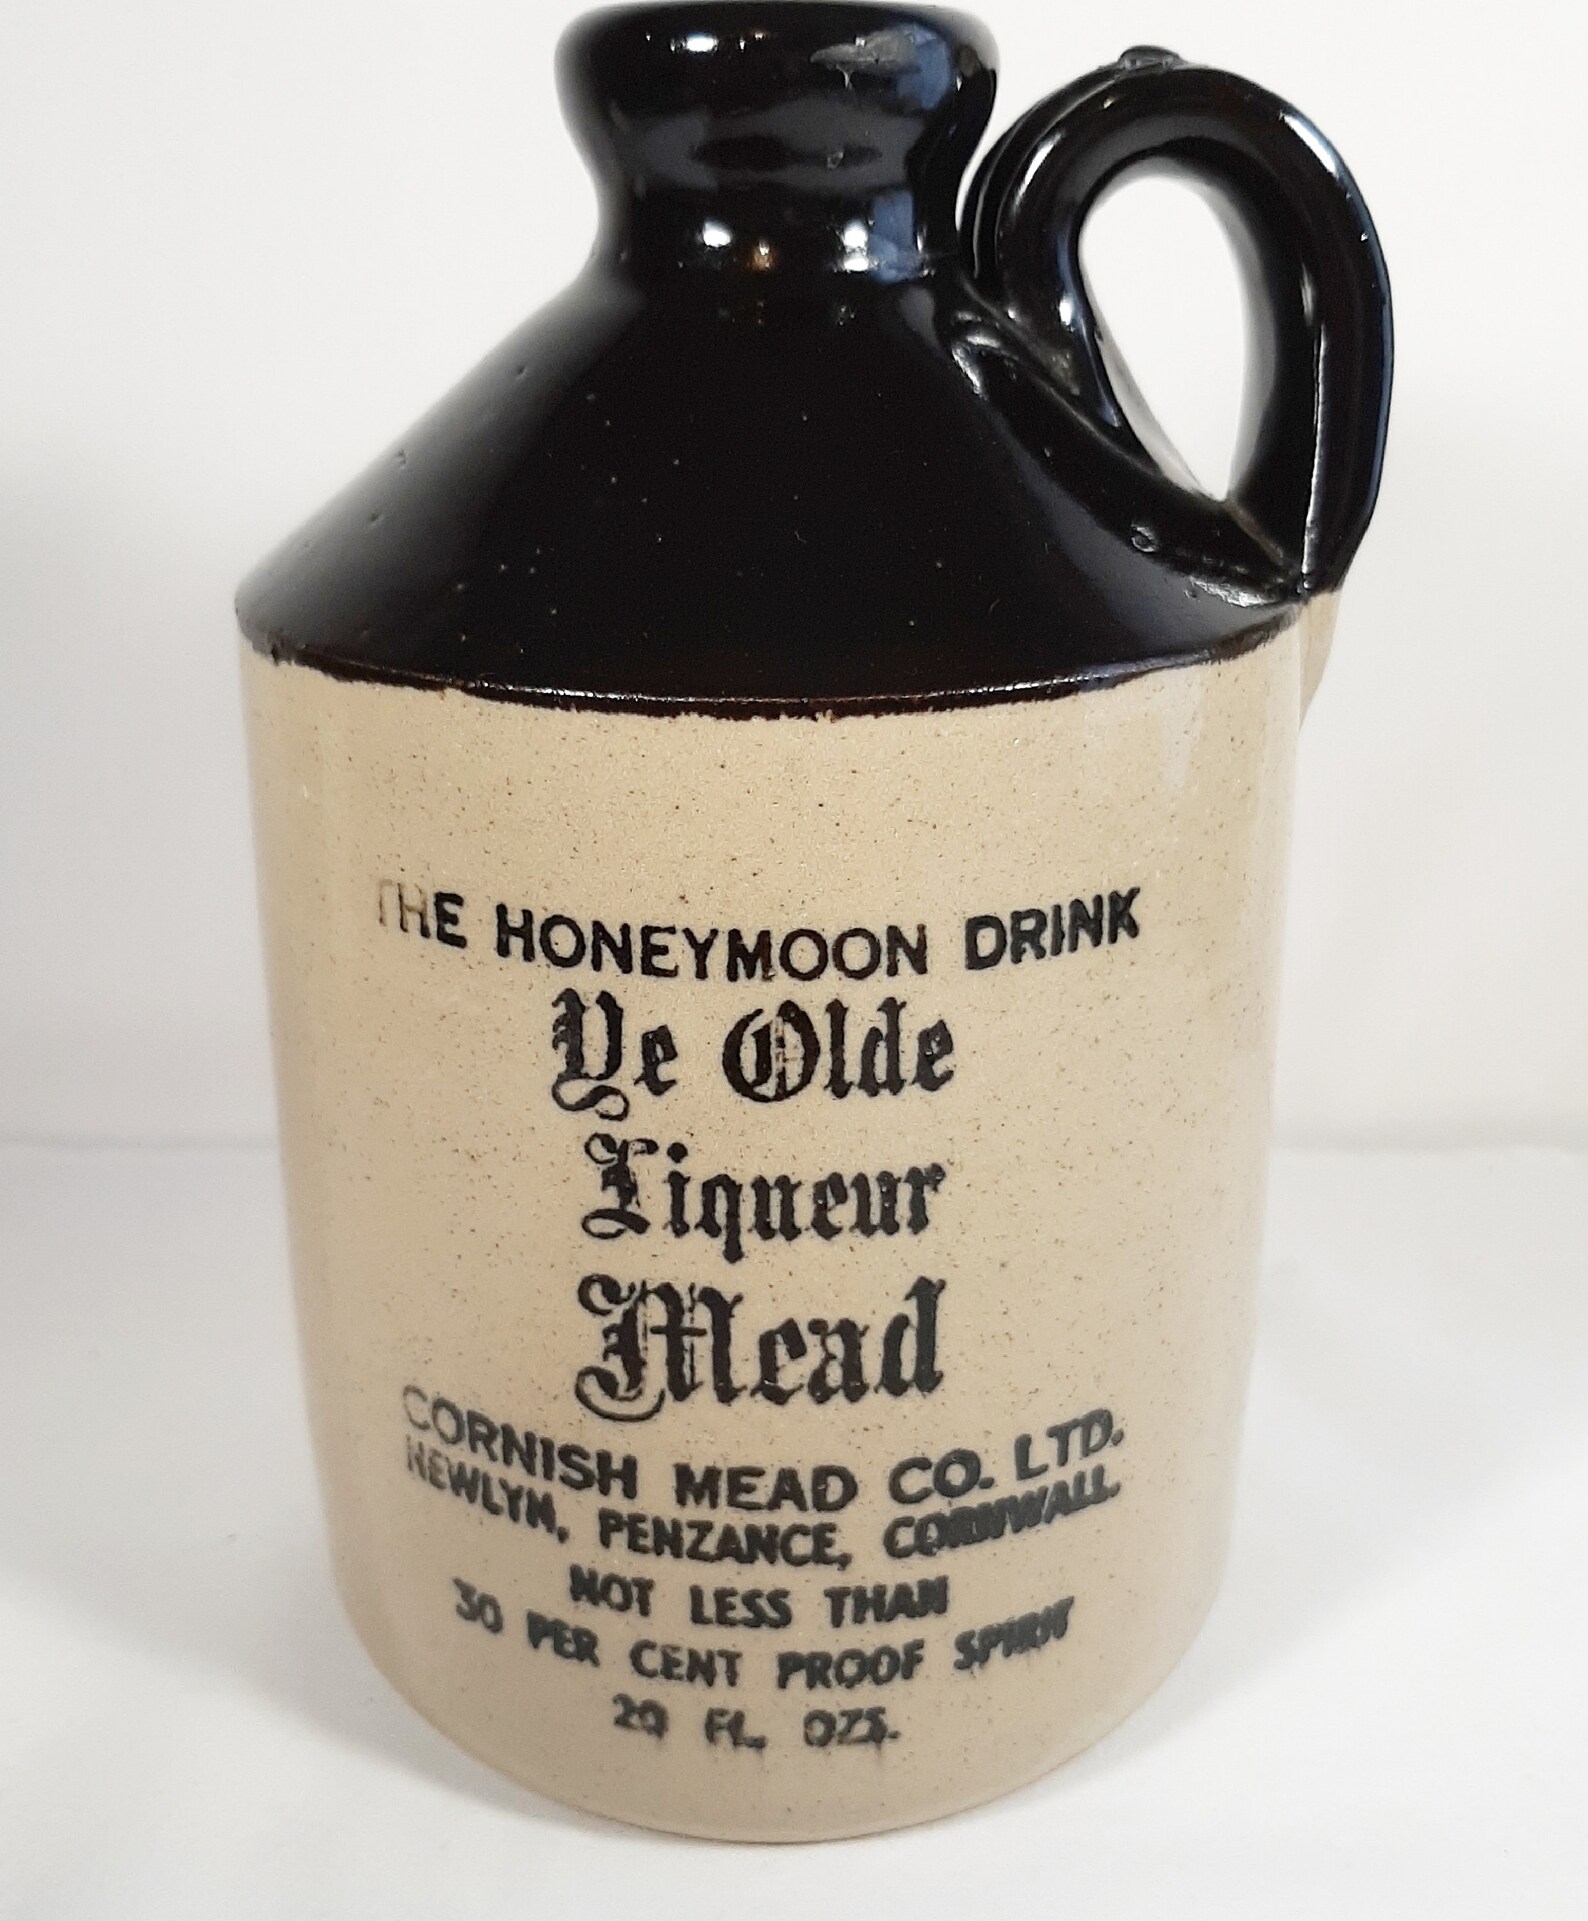 THE HONEYMOON DRINK
Ye Olde
Liqueur
Mead
CORNISH MEAD CO. LTD.
NEWLYN, PENZANCE, CORNWALL.
NOT LESS THAN
30 PER CENT PROOF SPIRIT
20 FL. OZS.